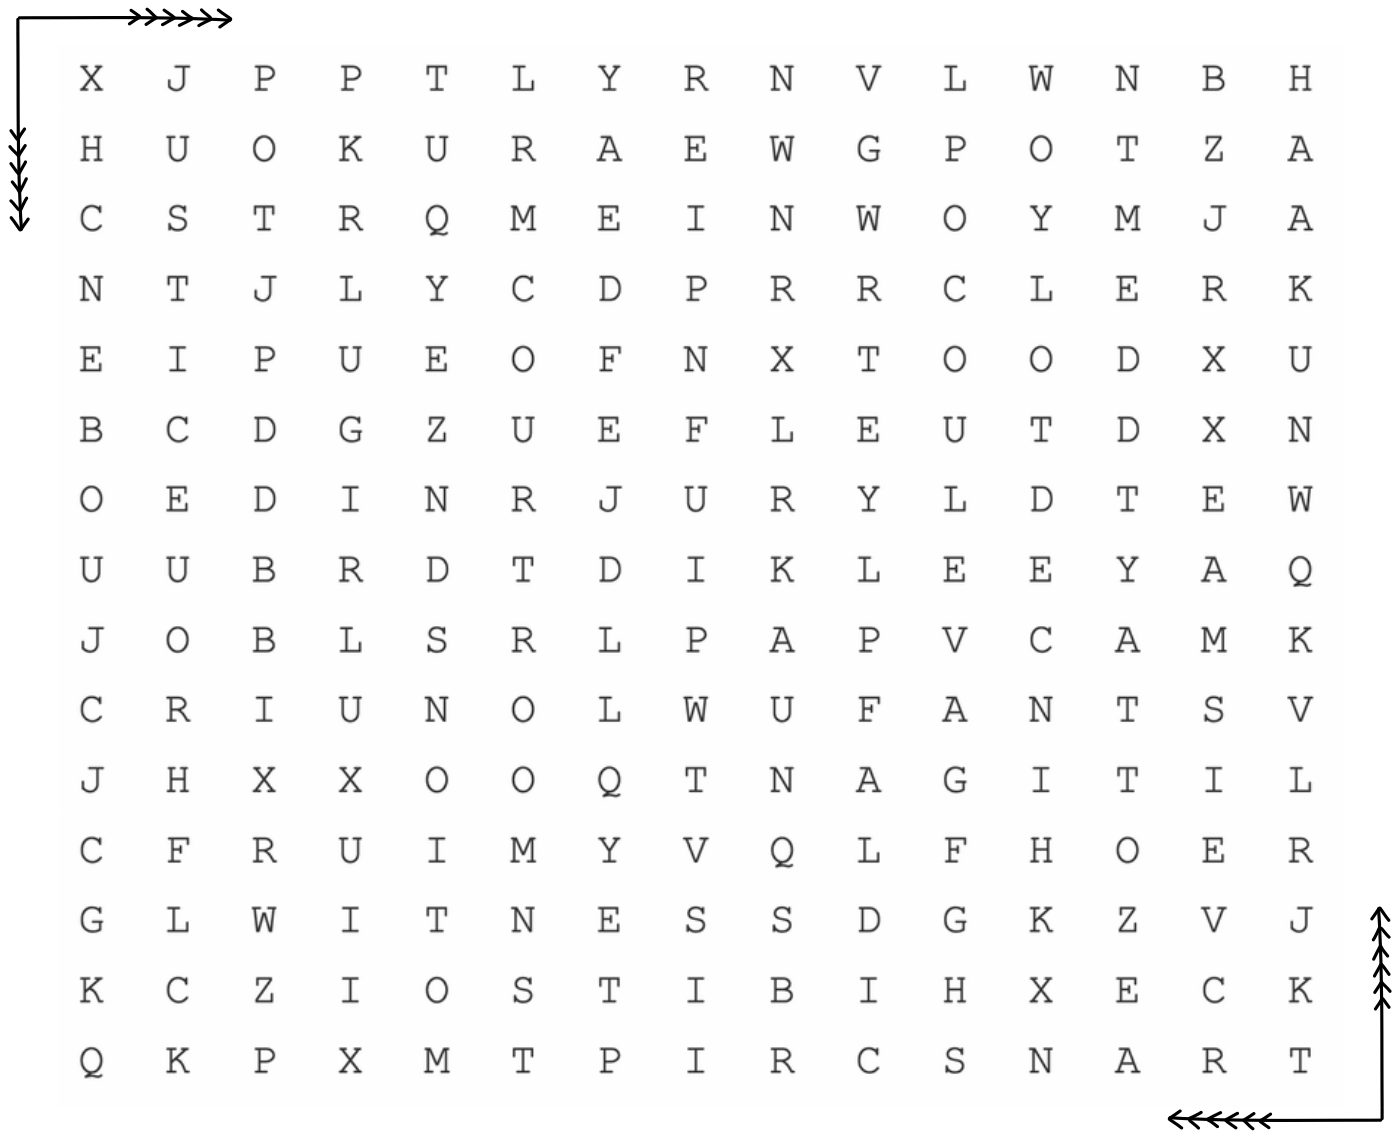 X J P P T L Y R N V L W N B H
H U O K U R A E W G P O T Z A
C S T R Q M E I N W O Y M J A
N T J L Y C D P R R C L E R K
E I P U E O F N X T O O D X U
B C D G Z U E F L E U T D X N
O E D I N R J U R Y L D T E W
U U B R D T D I K L E E Y A Q
J O B L S R L P A P V C A M K
C R I U N O L W U F A N T S V
J H X X O O Q T N A G I T I L
C F R U I M Y V Q L F H O E R
G L W I T N E S S D G K Z V J
K C Z I O S T I B I H X E C K
Q K P X M T P I R C S N A R T